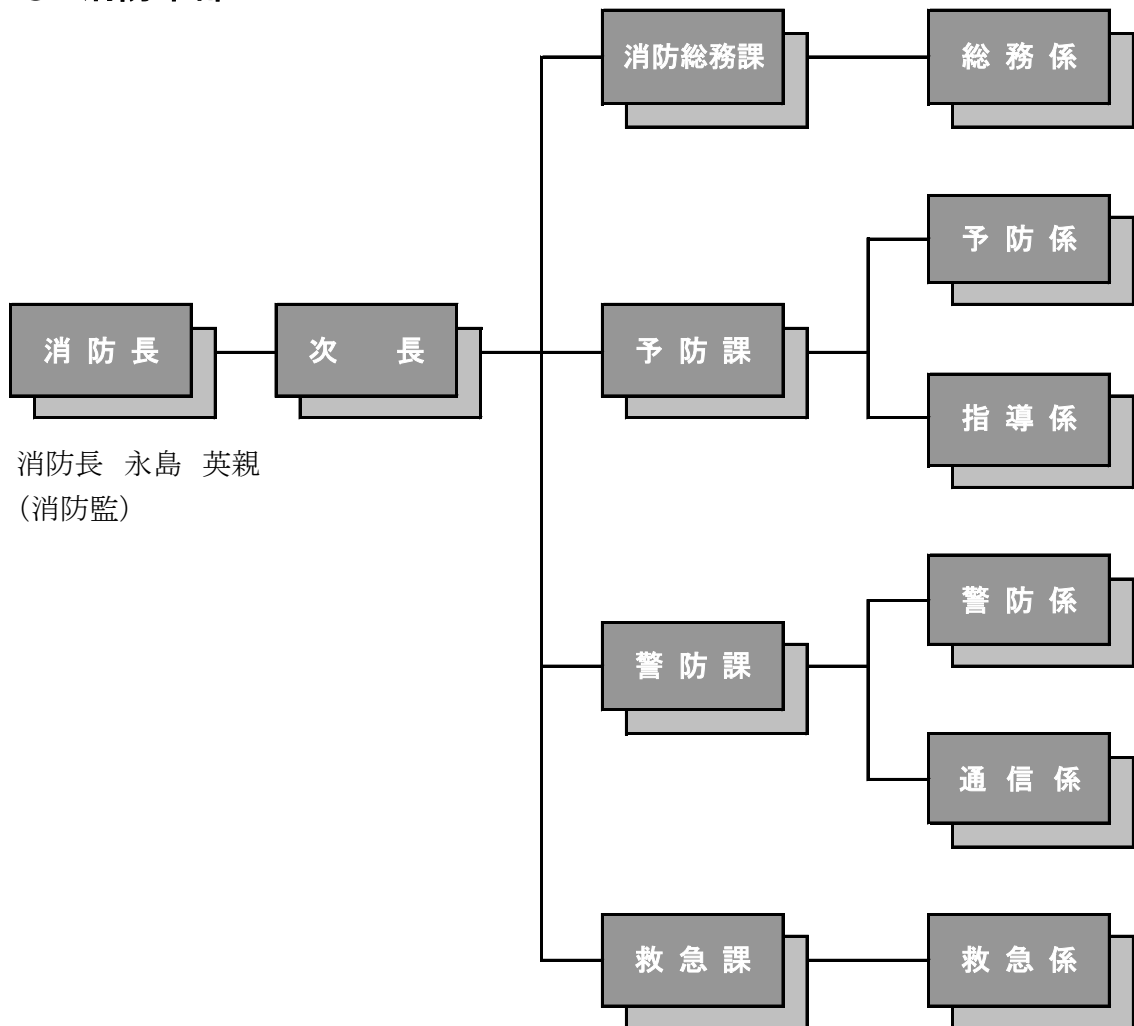 消防総務課
総務係
予防係
消防長
次 長
予防課
指導係
消防長 永島 英親
（消防監）
警防係
警防課
通信係
救急課
救急係